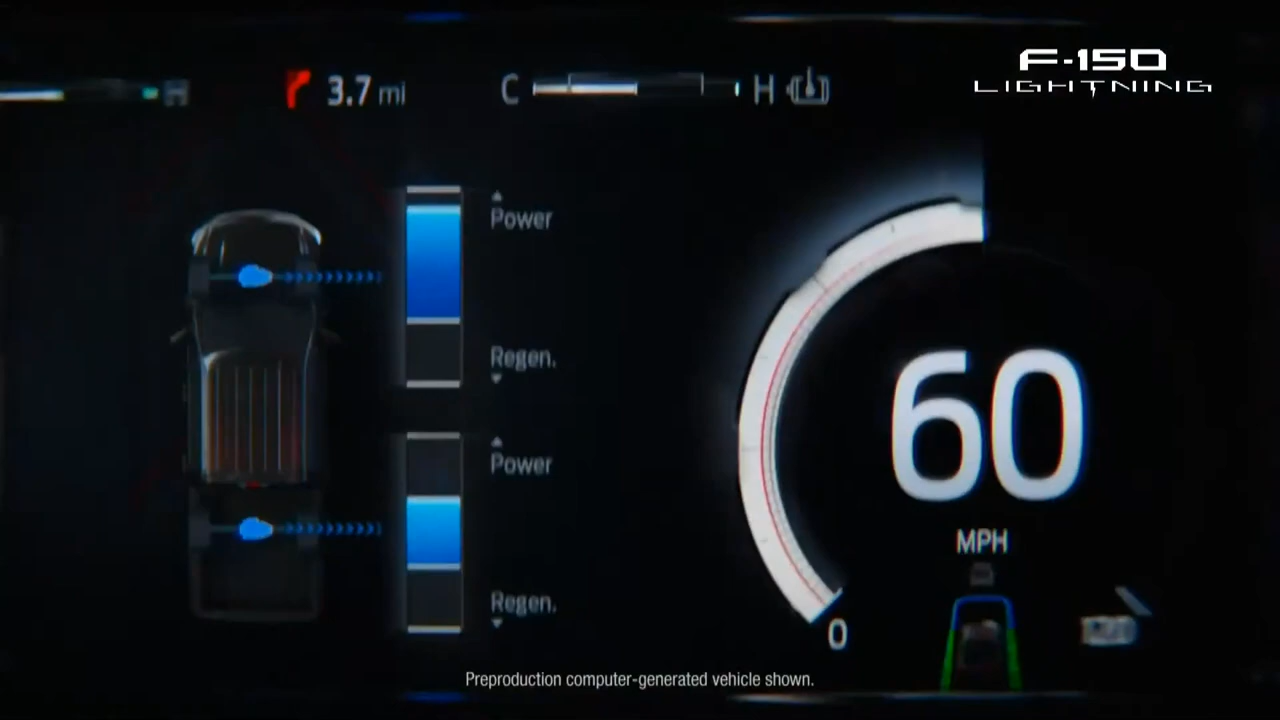 F-150
LIGHTNING
H
3.7 mi
C
H
Power
Regen.
Power
Regen.
60
MPH
0
Preproduction computer-generated vehicle shown.